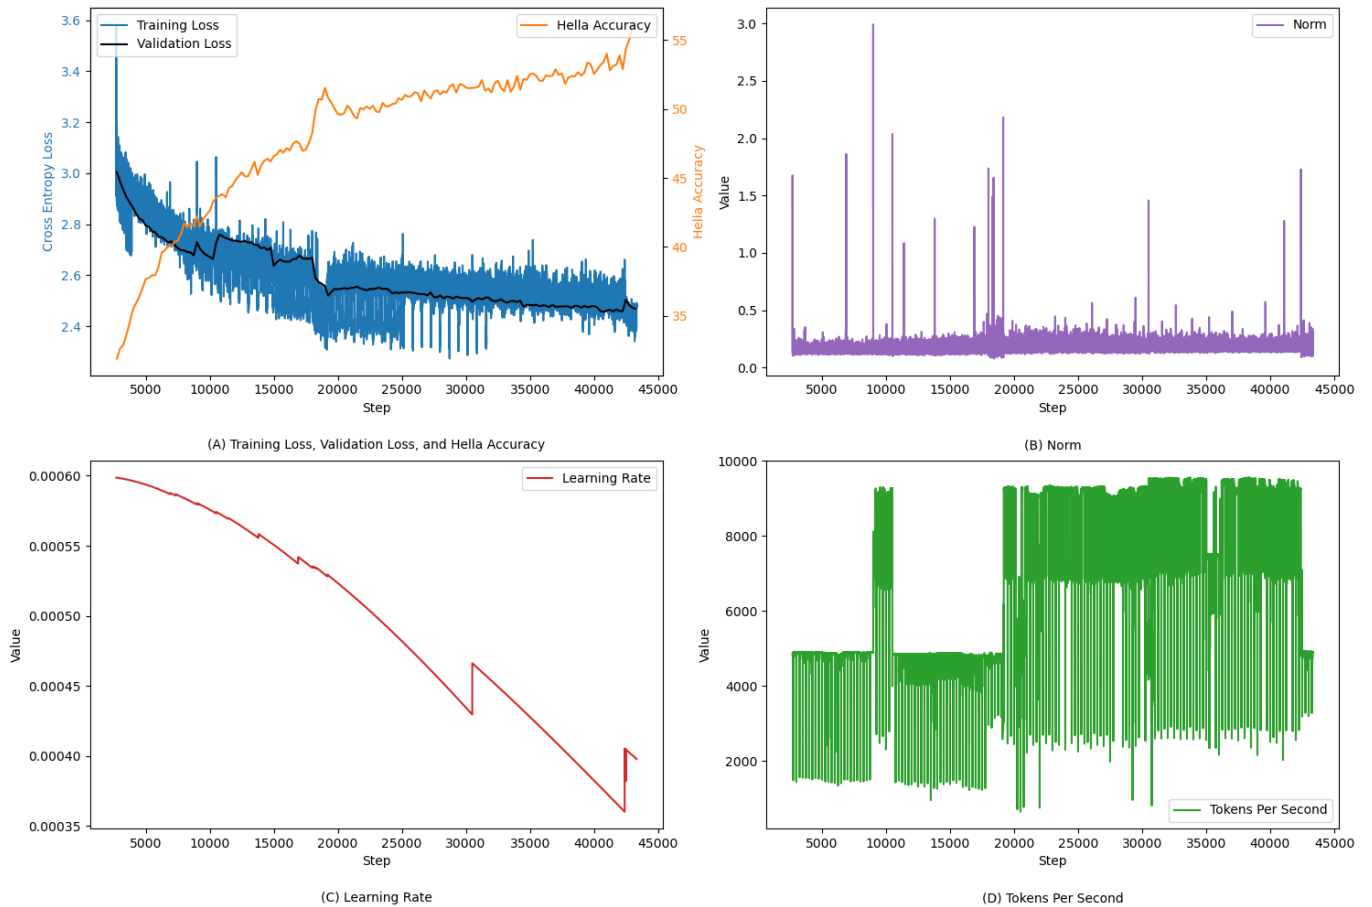 3.6
3.4
3.2
3.0
2.8
2.6
2.4
Cross Entropy Loss
Training Loss
Validation Loss
Hella Accuracy
55
50
45
40
35
Hella Accuracy
5000 10000 15000 20000 25000 30000 35000 40000 45000
Step
(A) Training Loss, Validation Loss, and Hella Accuracy
3.0
2.5
2.0
1.5
1.0
0.5
0.0
Value
Norm
5000 10000 15000 20000 25000 30000 35000 40000 45000
Step
(B) Norm
0.00060
0.00055
0.00050
0.00045
0.00040
0.00035
Value
Learning Rate
5000 10000 15000 20000 25000 30000 35000 40000 45000
Step
(C) Learning Rate
10000
8000
6000
4000
2000
Value
Tokens Per Second
5000 10000 15000 20000 25000 30000 35000 40000 45000
Step
(D) Tokens Per Second